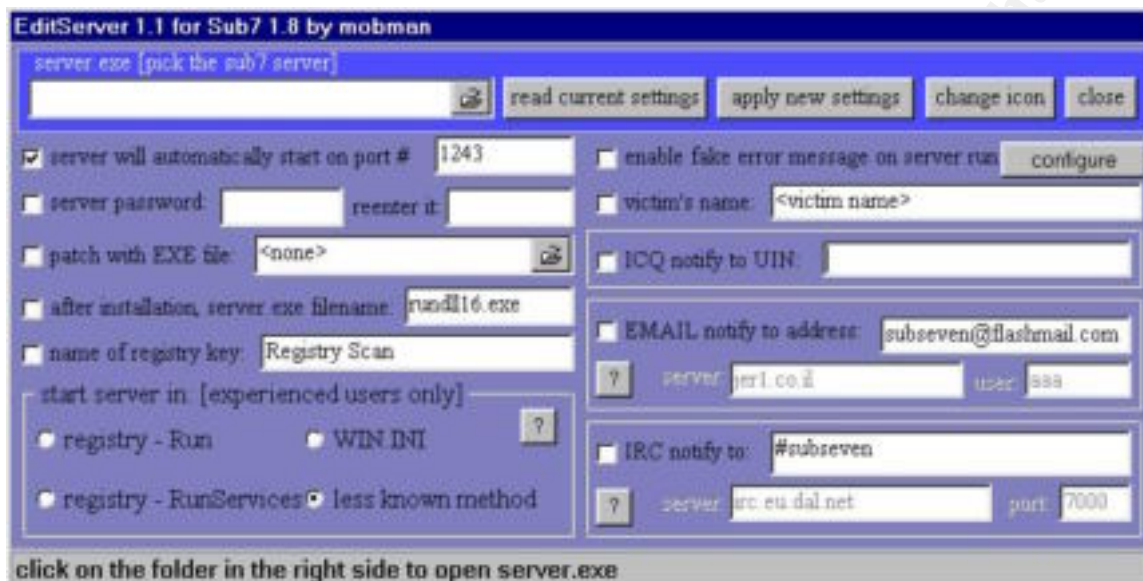 EditServer 1.1 for Sub7 1.8 by mobman
server.exe [pick the sub7 server]
read current settings
apply new settings
change icon
close
server will automatically start on port # 1243
server password: reenter it:
patch with EXE file: <none>
after installation, server exe filename: rundll16.exe
name of registry key: Registry Scan
start server in: [experienced users only]
?
registry - Run
WIN.INI
registry - RunServices
less known method
enable fake error message on server run
configure
victim's name: <victim name>
ICQ notify to UIN:
EMAIL notify to address: subseven@flashmail.com
? server: jer1.co.il user: aaa
IRC notify to: #subseven
? server: irc.eu.dal.net port: 7000
click on the folder in the right side to open server.exe